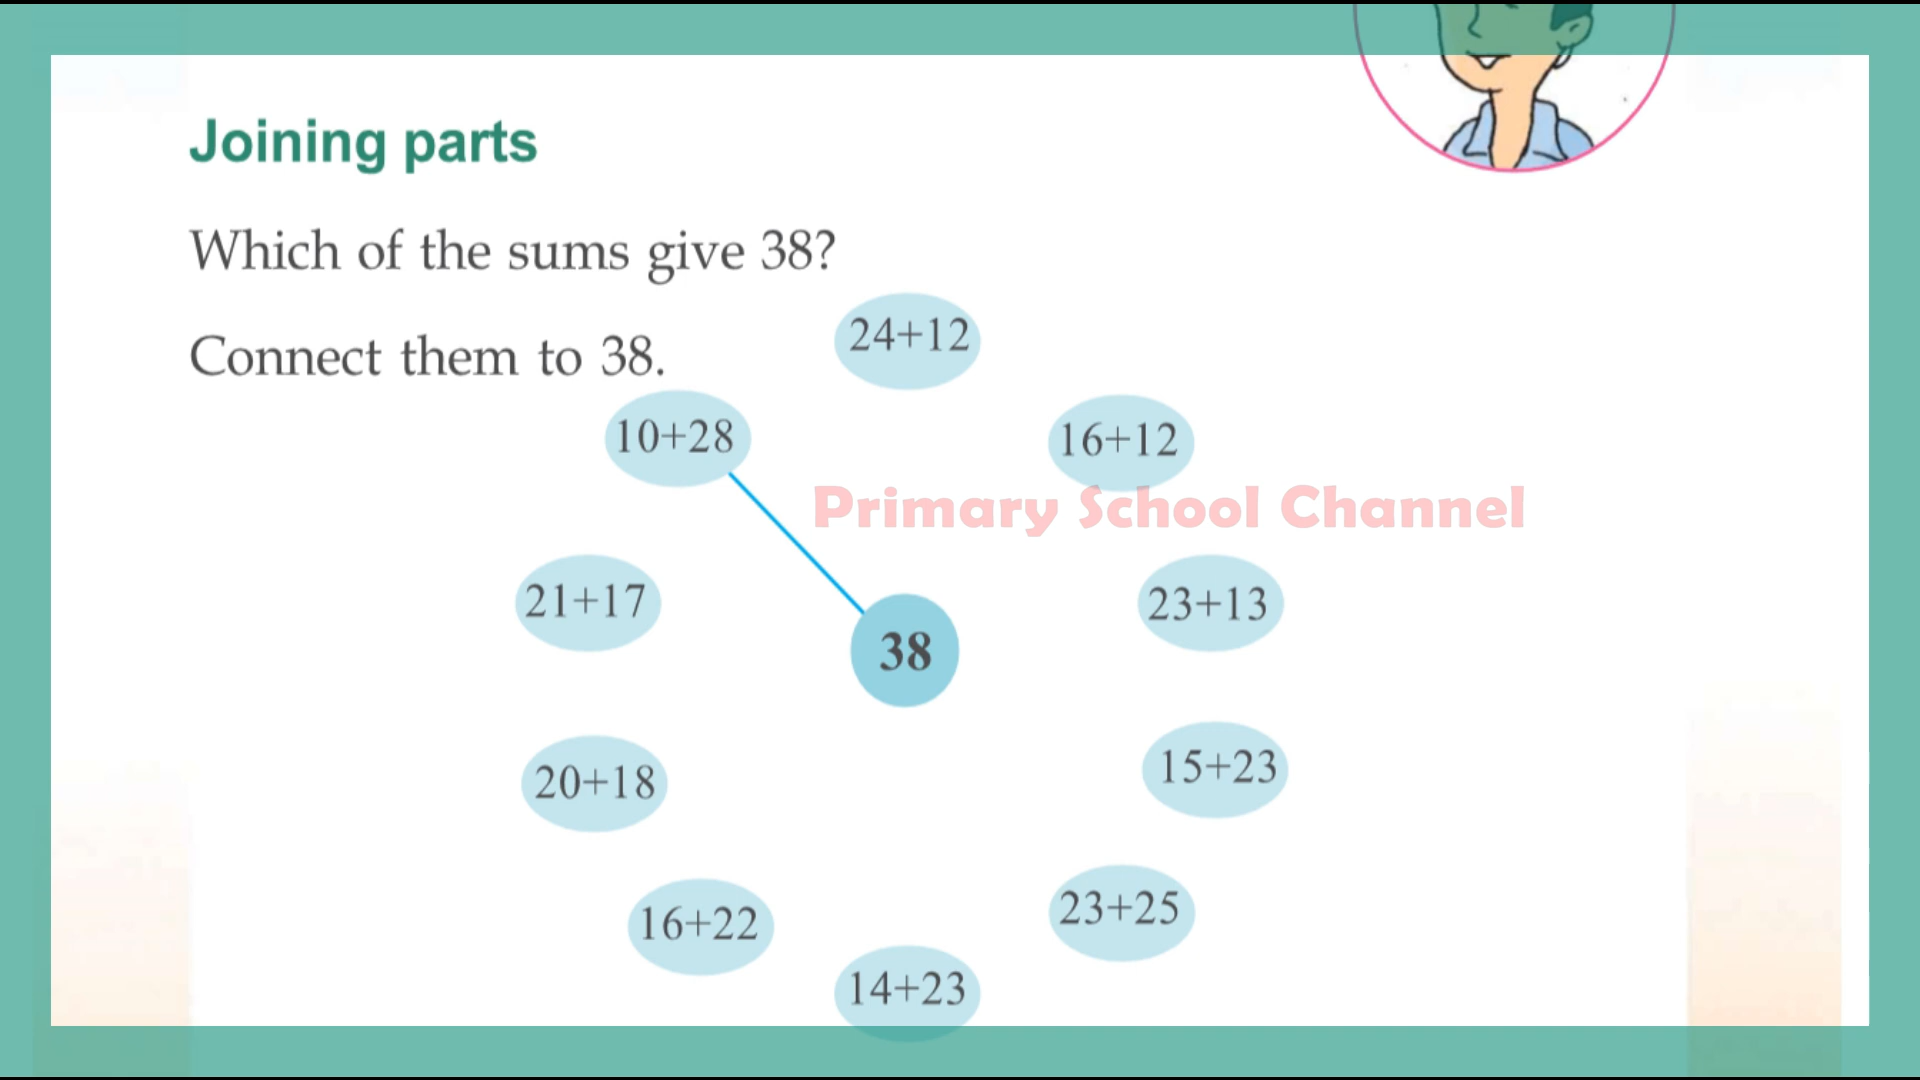 Joining parts
Which of the sums give 38?
Connect them to 38.
24+12
10+28
16+12
Primary School Channel
21+17
23+13
38
20+18
15+23
16+22
23+25
14+23